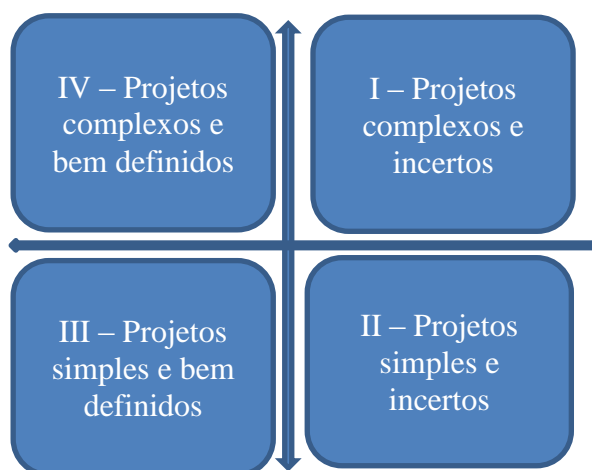 IV – Projetos
complexos e
bem definidos
I – Projetos
complexos e
incertos
III – Projetos
simples e bem
definidos
II – Projetos
simples e
incertos